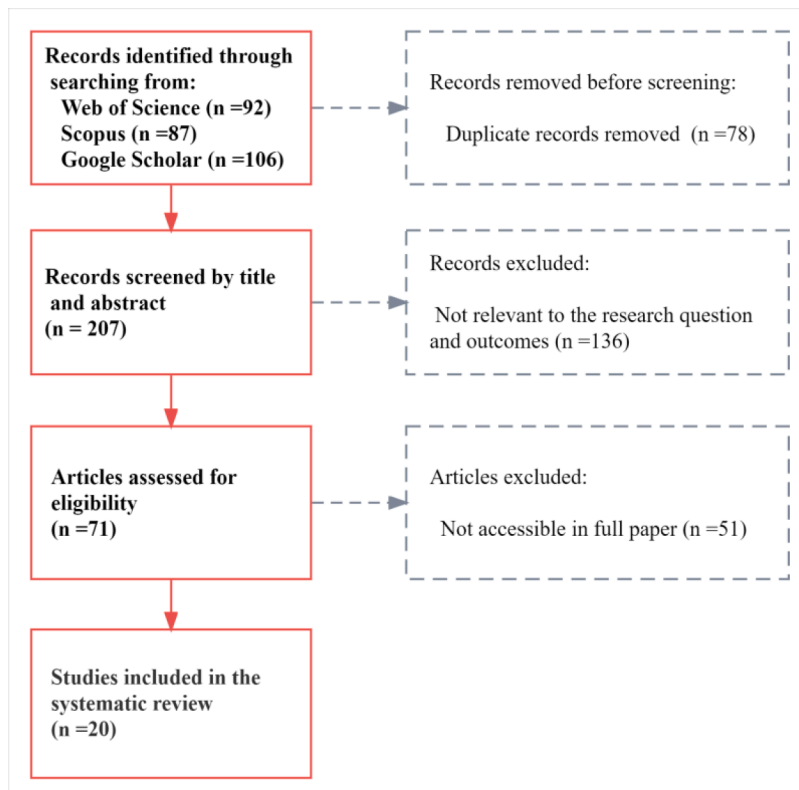 Records identified through
searching from:
Web of Science (n =92)
Scopus (n =87)
Google Scholar (n =106)
Records removed before screening:
Duplicate records removed (n =78)
Records screened by title
and abstract
(n = 207)
Records excluded:
Not relevant to the research question
and outcomes (n =136)
Articles assessed for
eligibility
(n =71)
Articles excluded:
Not accessible in full paper (n =51)
Studies included in the
systematic review
(n =20)